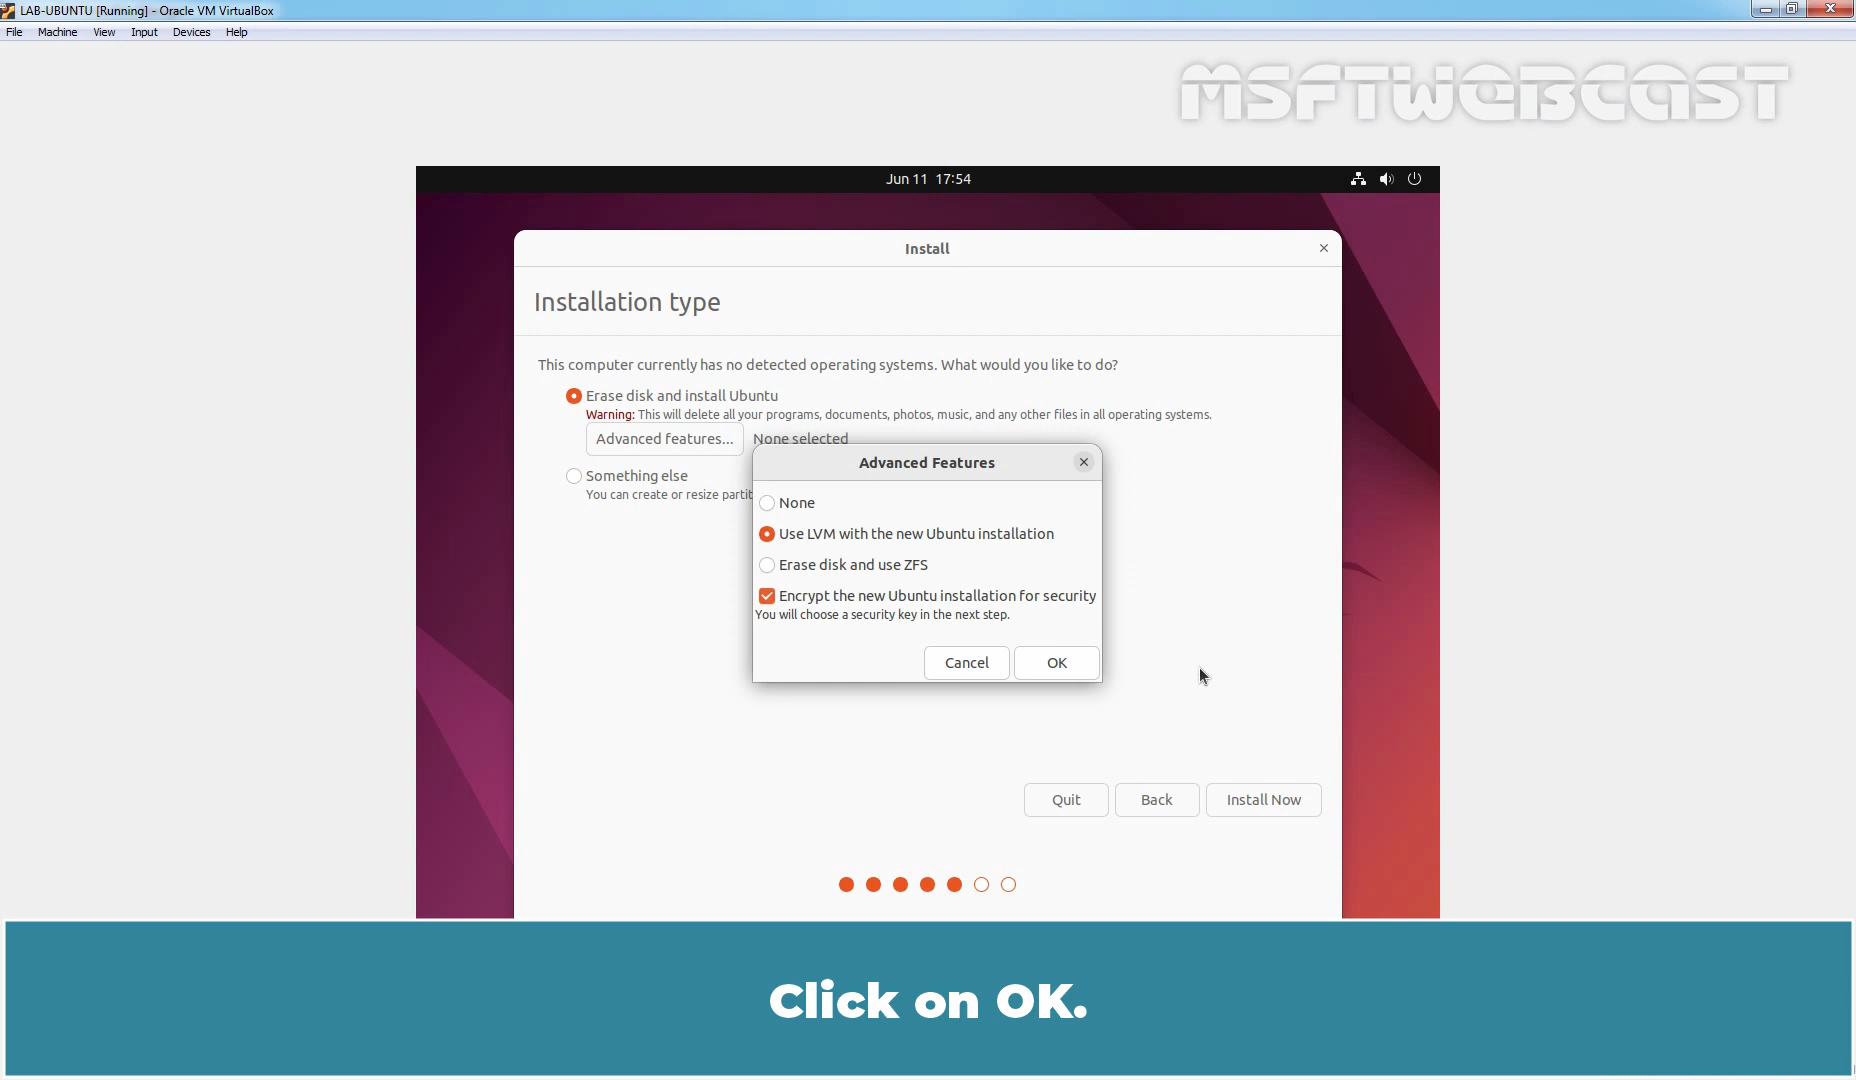 LAB-UBUNTU [Running] - Oracle VM VirtualBox
File Machine View Input Devices Help
MSFTWEBCAST
Jun 11 17:54
Install
Installation type
This computer currently has no detected operating systems. What would you like to do?
Erase disk and install Ubuntu
Warning: This will delete all your programs, documents, photos, music, and any other files in all operating systems.
Advanced features... None selected
Something else
You can create or resize partit
Advanced Features
None
Use LVM with the new Ubuntu installation
Erase disk and use ZFS
Encrypt the new Ubuntu installation for security
You will choose a security key in the next step.
Cancel OK
Quit Back Install Now
Click on OK.